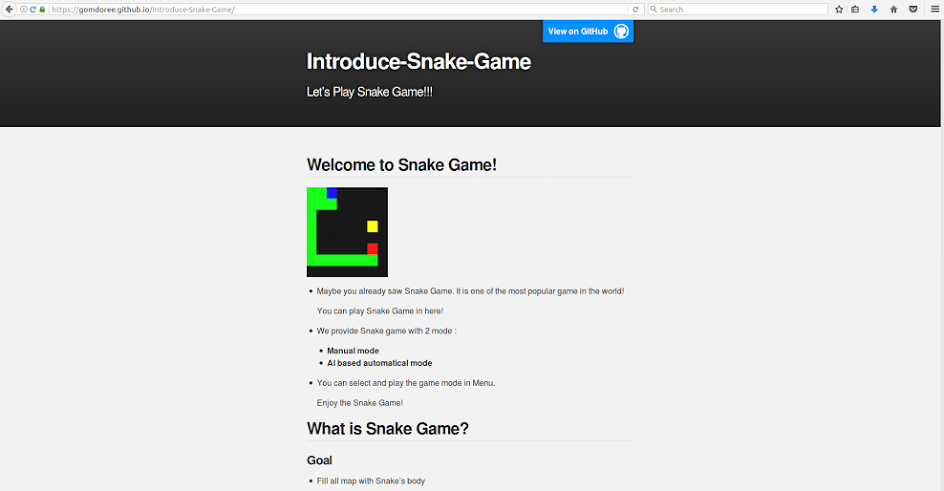 https://gomdoree.github.io/Introduce-Snake-Game/
Search
View on GitHub
Introduce-Snake-Game
Let's Play Snake Game!!!
Welcome to Snake Game!
Maybe you already saw Snake Game. It is one of the most popular game in the world!
You can play Snake Game in here!
We provide Snake game with 2 mode :
Manual mode
AI based automatical mode
You can select and play the game mode in Menu.
Enjoy the Snake Game!
What is Snake Game?
Goal
Fill all map with Snake's body